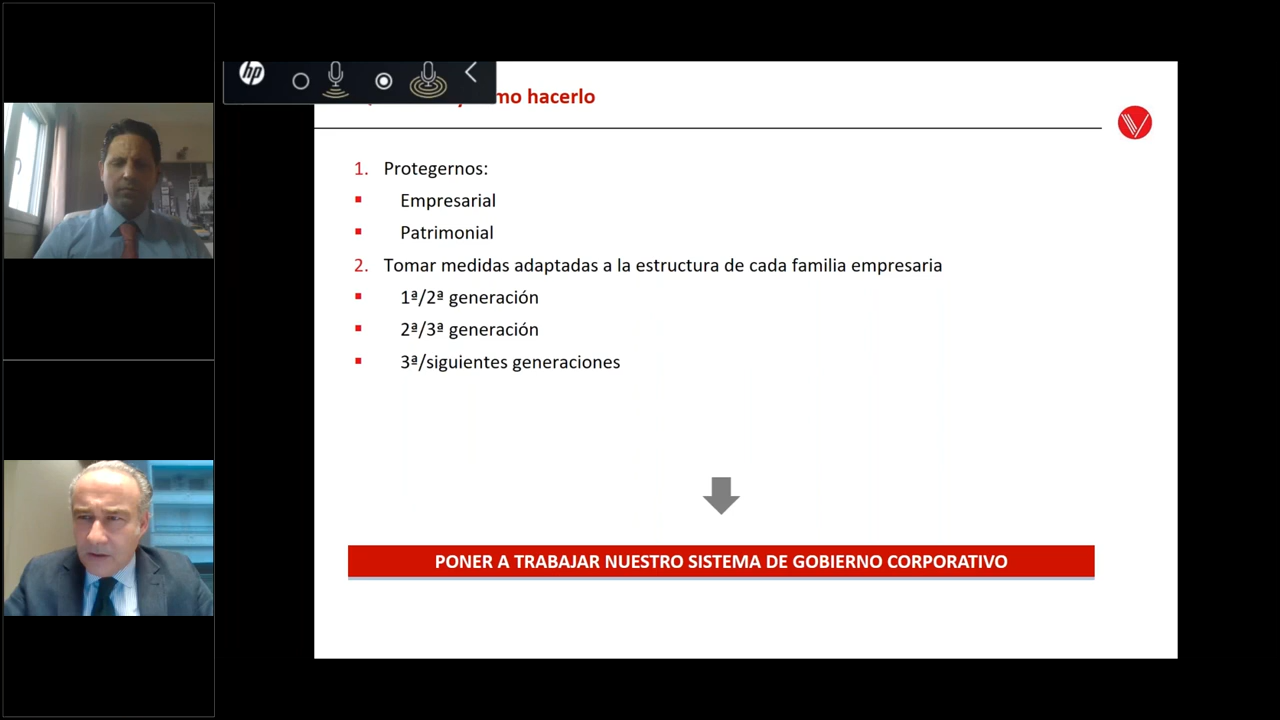 hp
mo hacerlo
1. Protegernos:
▪ Empresarial
▪ Patrimonial
2. Tomar medidas adaptadas a la estructura de cada familia empresaria
▪ 1ª/2ª generación
▪ 2ª/3ª generación
▪ 3ª/siguientes generaciones
PONER A TRABAJAR NUESTRO SISTEMA DE GOBIERNO CORPORATIVO